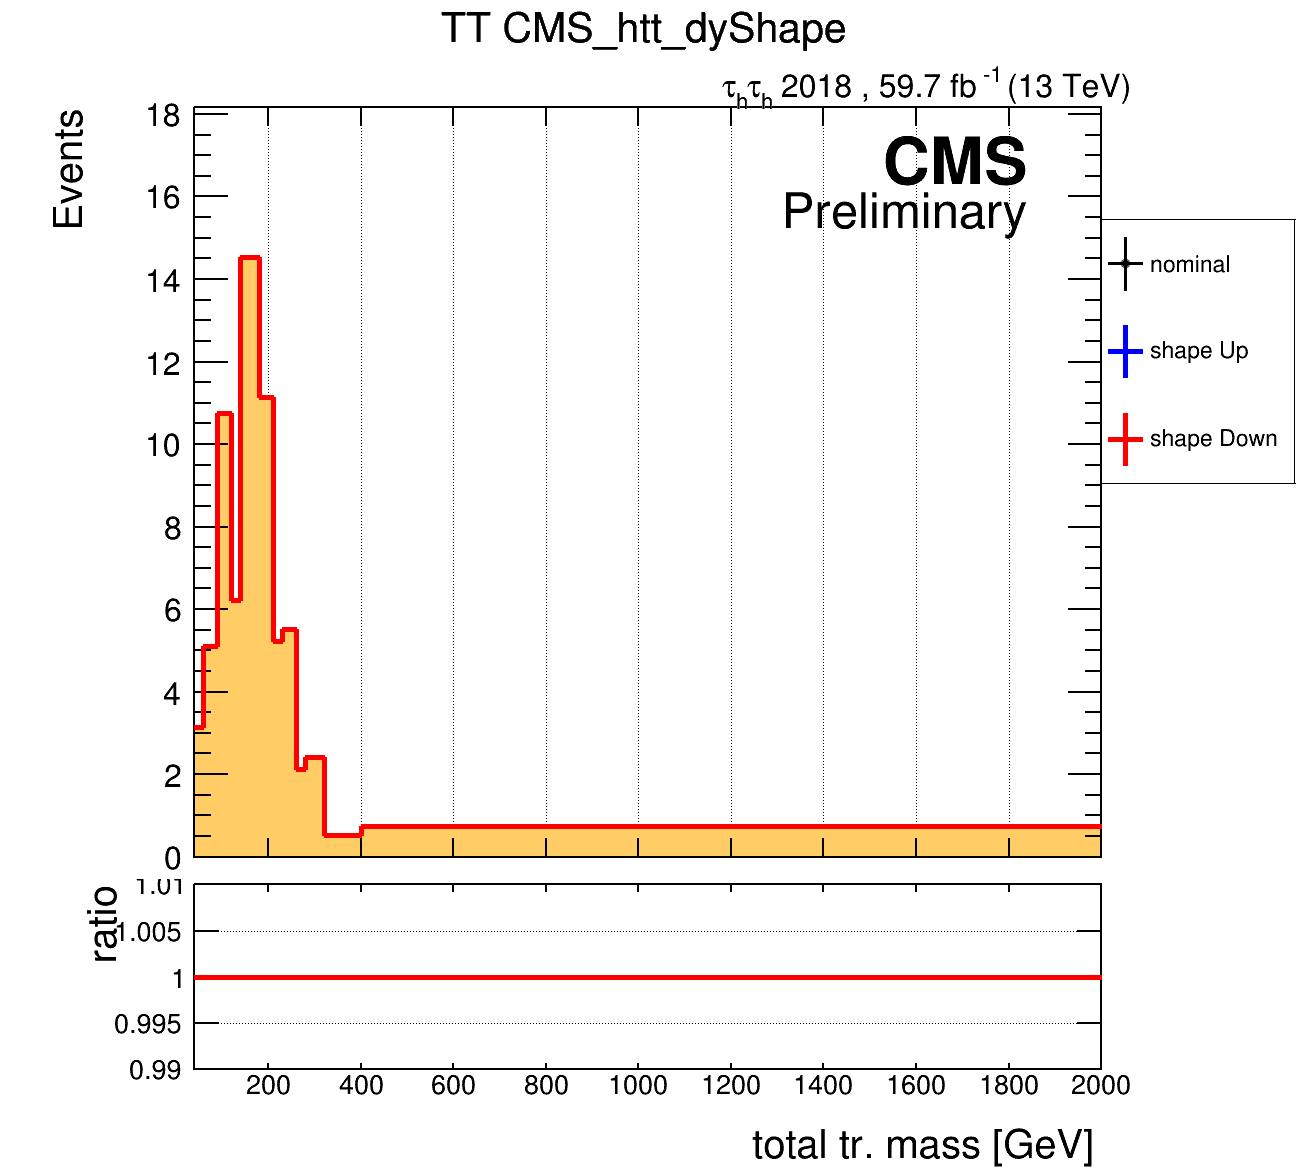 TT CMS_htt_dyShape
τhτh 2018 , 59.7 fb-1 (13 TeV)
Events
CMS
Preliminary
18
16
14
12
10
8
6
4
2
0
nominal
shape Up
shape Down
ratio
1.01
1.005
1
0.995
0.99
200 400 600 800 1000 1200 1400 1600 1800 2000
total tr. mass [GeV]